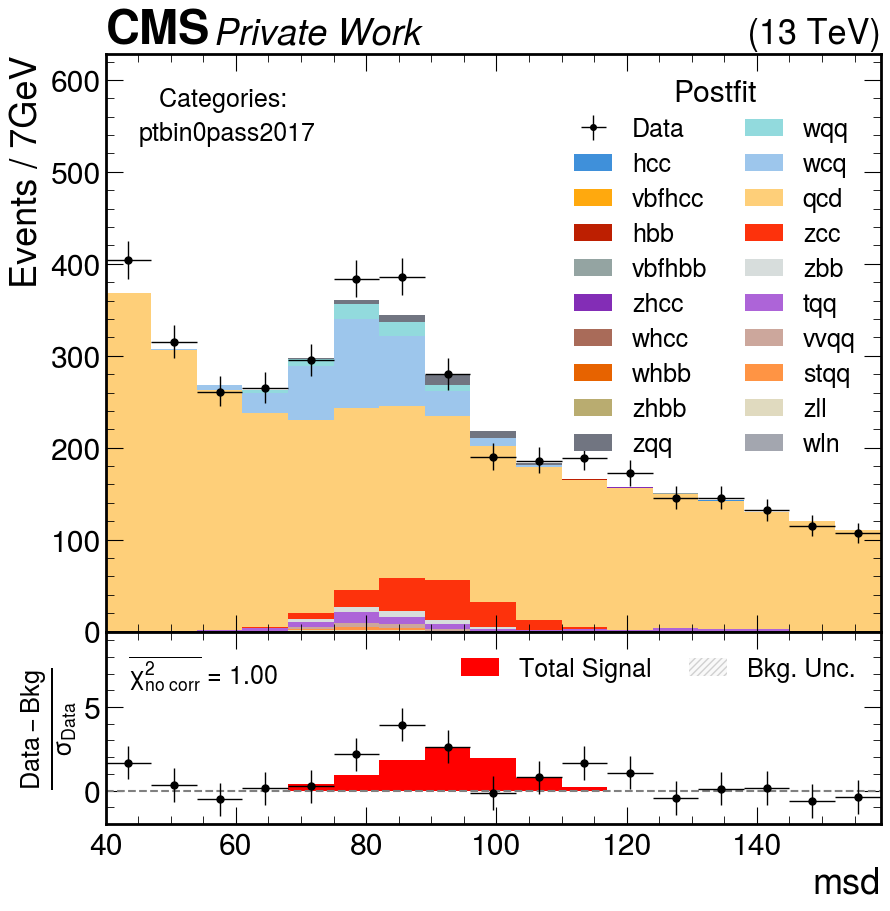 CMS Private Work (13 TeV)
Events / 7GeV
600
500
400
300
200
100
0
Categories:
ptbin0pass2017
Postfit
Data
hcc
vbfhcc
hbb
vbfhbb
zhcc
whcc
whbb
zhbb
zqq
wqq
wcq
qcd
zcc
zbb
tqq
vvqq
stqq
zll
wln
χ²no corr = 1.00
Total Signal
Bkg. Unc.
Data − Bkg
σData
5
0
40 60 80 100 120 140
msd